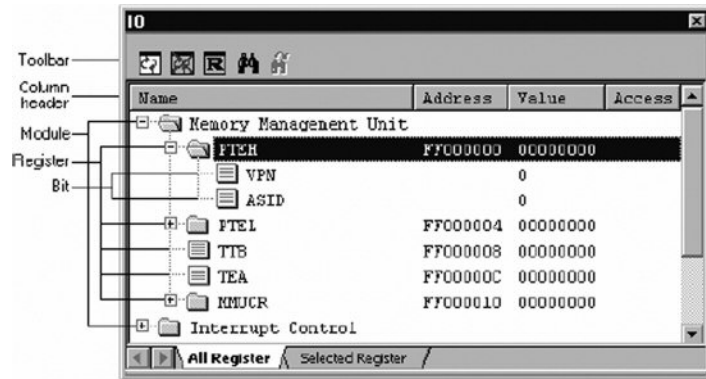 IO
Toolbar
Column header
Name Address Value Access
Module
Memory Management Unit
Register
PTEH FF000000 00000000
Bit
VPN 0
ASID 0
PTEL FF000004 00000000
TTB FF000008 00000000
TEA FF00000C 00000000
MMUCR FF000010 00000000
Interrupt Control
All Register Selected Register